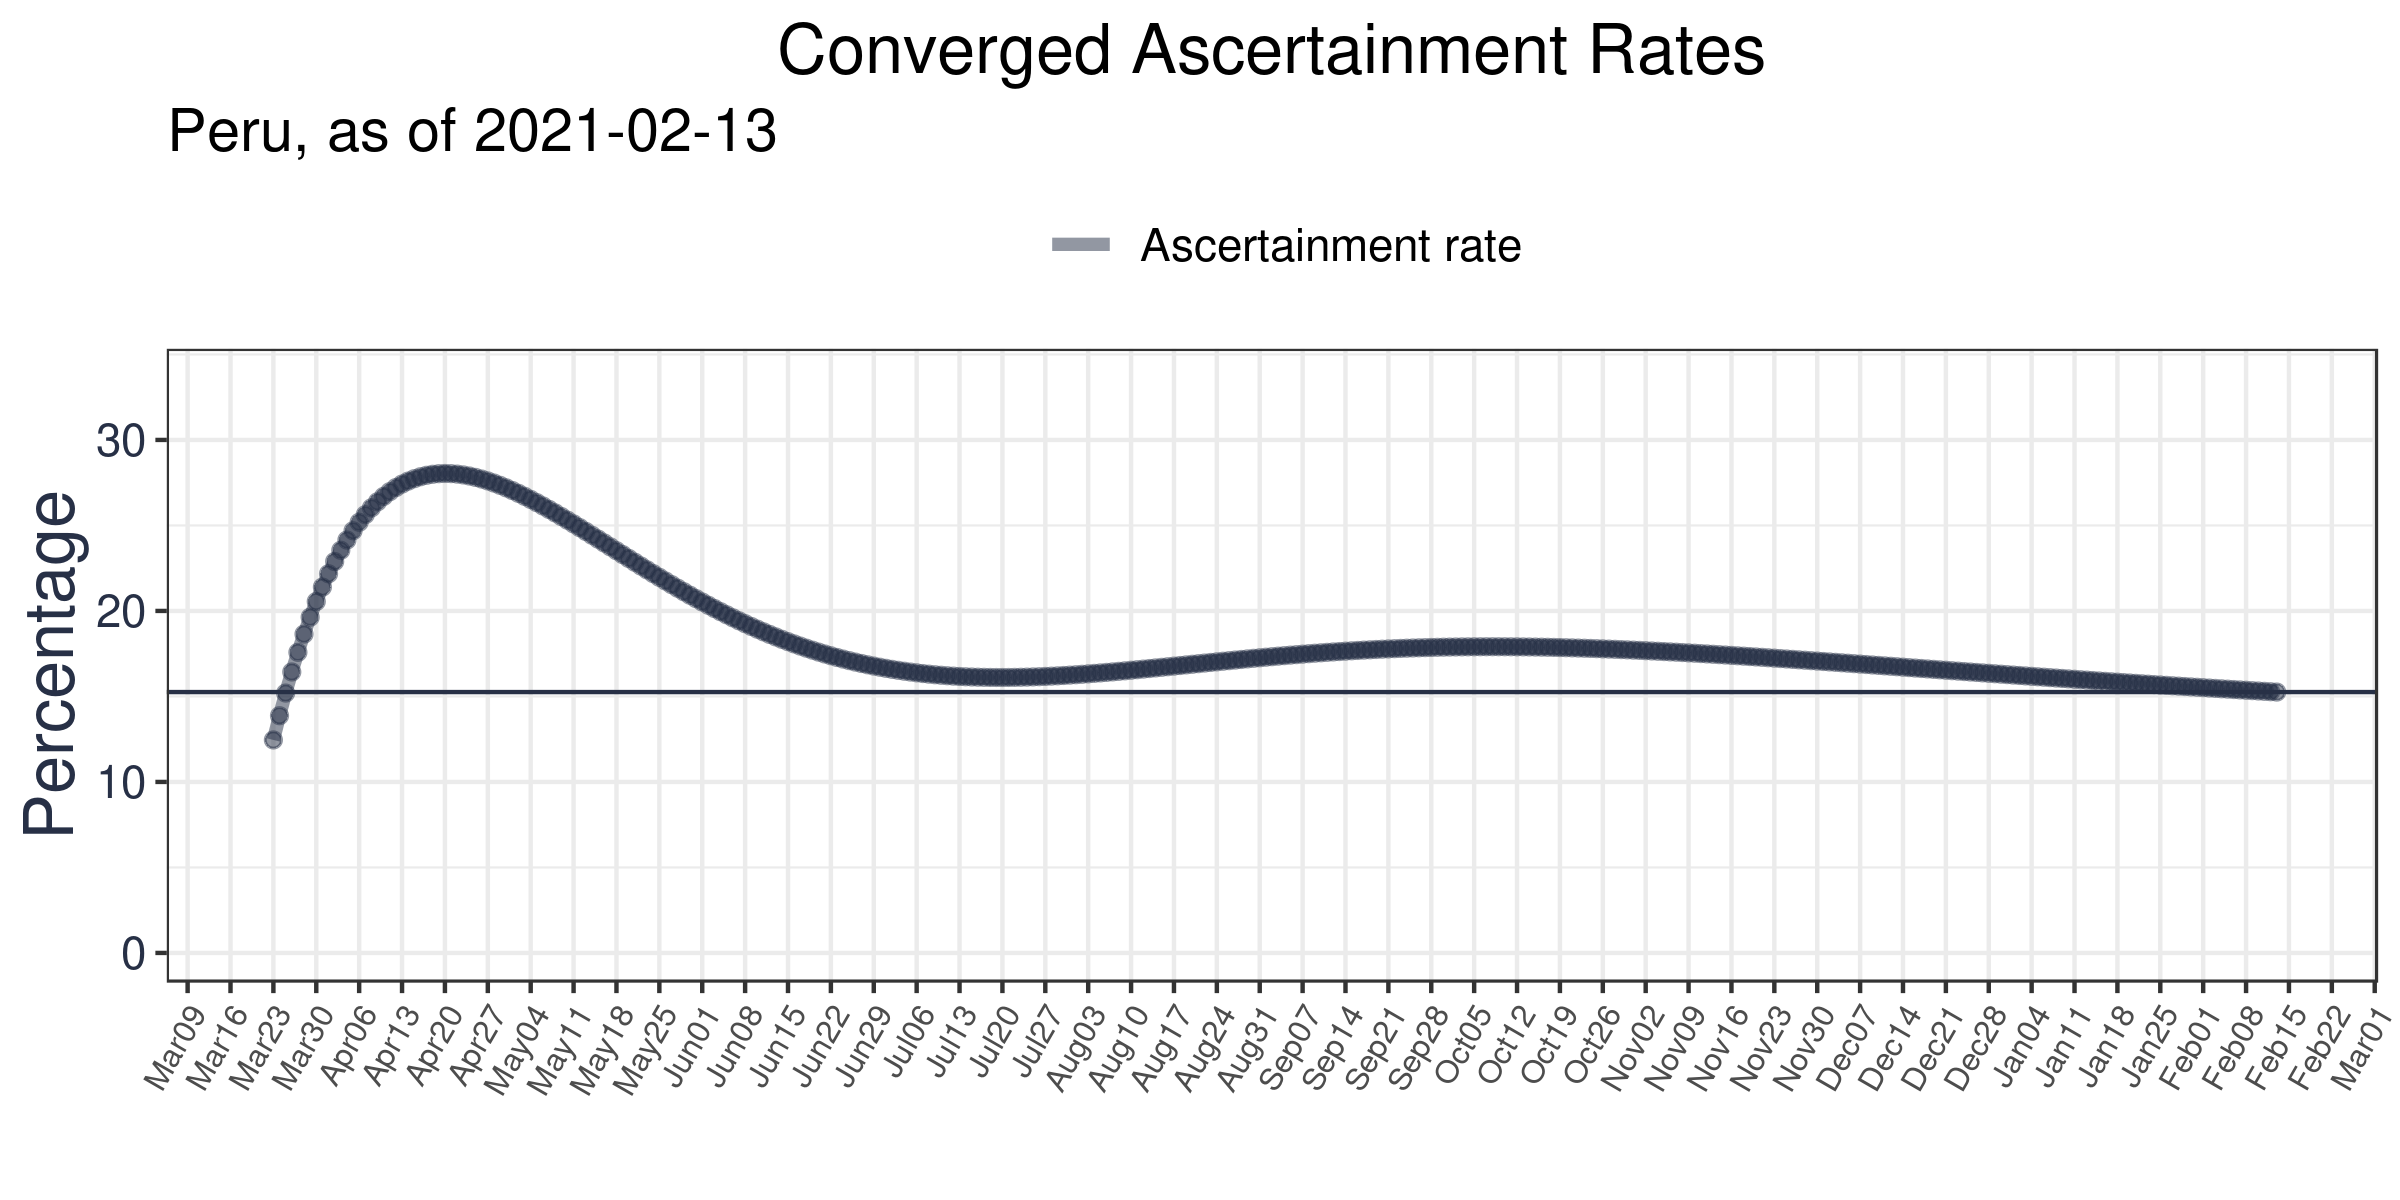 Converged Ascertainment Rates
Peru, as of 2021-02-13
Ascertainment rate
Percentage
30
20
10
0
Mar09 Mar16 Mar23 Mar30 Apr06 Apr13 Apr20 Apr27 May04 May11 May18 May25 Jun01 Jun08 Jun15 Jun22 Jun29 Jul06 Jul13 Jul20 Jul27 Aug03 Aug10 Aug17 Aug24 Aug31 Sep07 Sep14 Sep21 Sep28 Oct05 Oct12 Oct19 Oct26 Nov02 Nov09 Nov16 Nov23 Nov30 Dec07 Dec14 Dec21 Dec28 Jan04 Jan11 Jan18 Jan25 Feb01 Feb08 Feb15 Feb22 Mar01